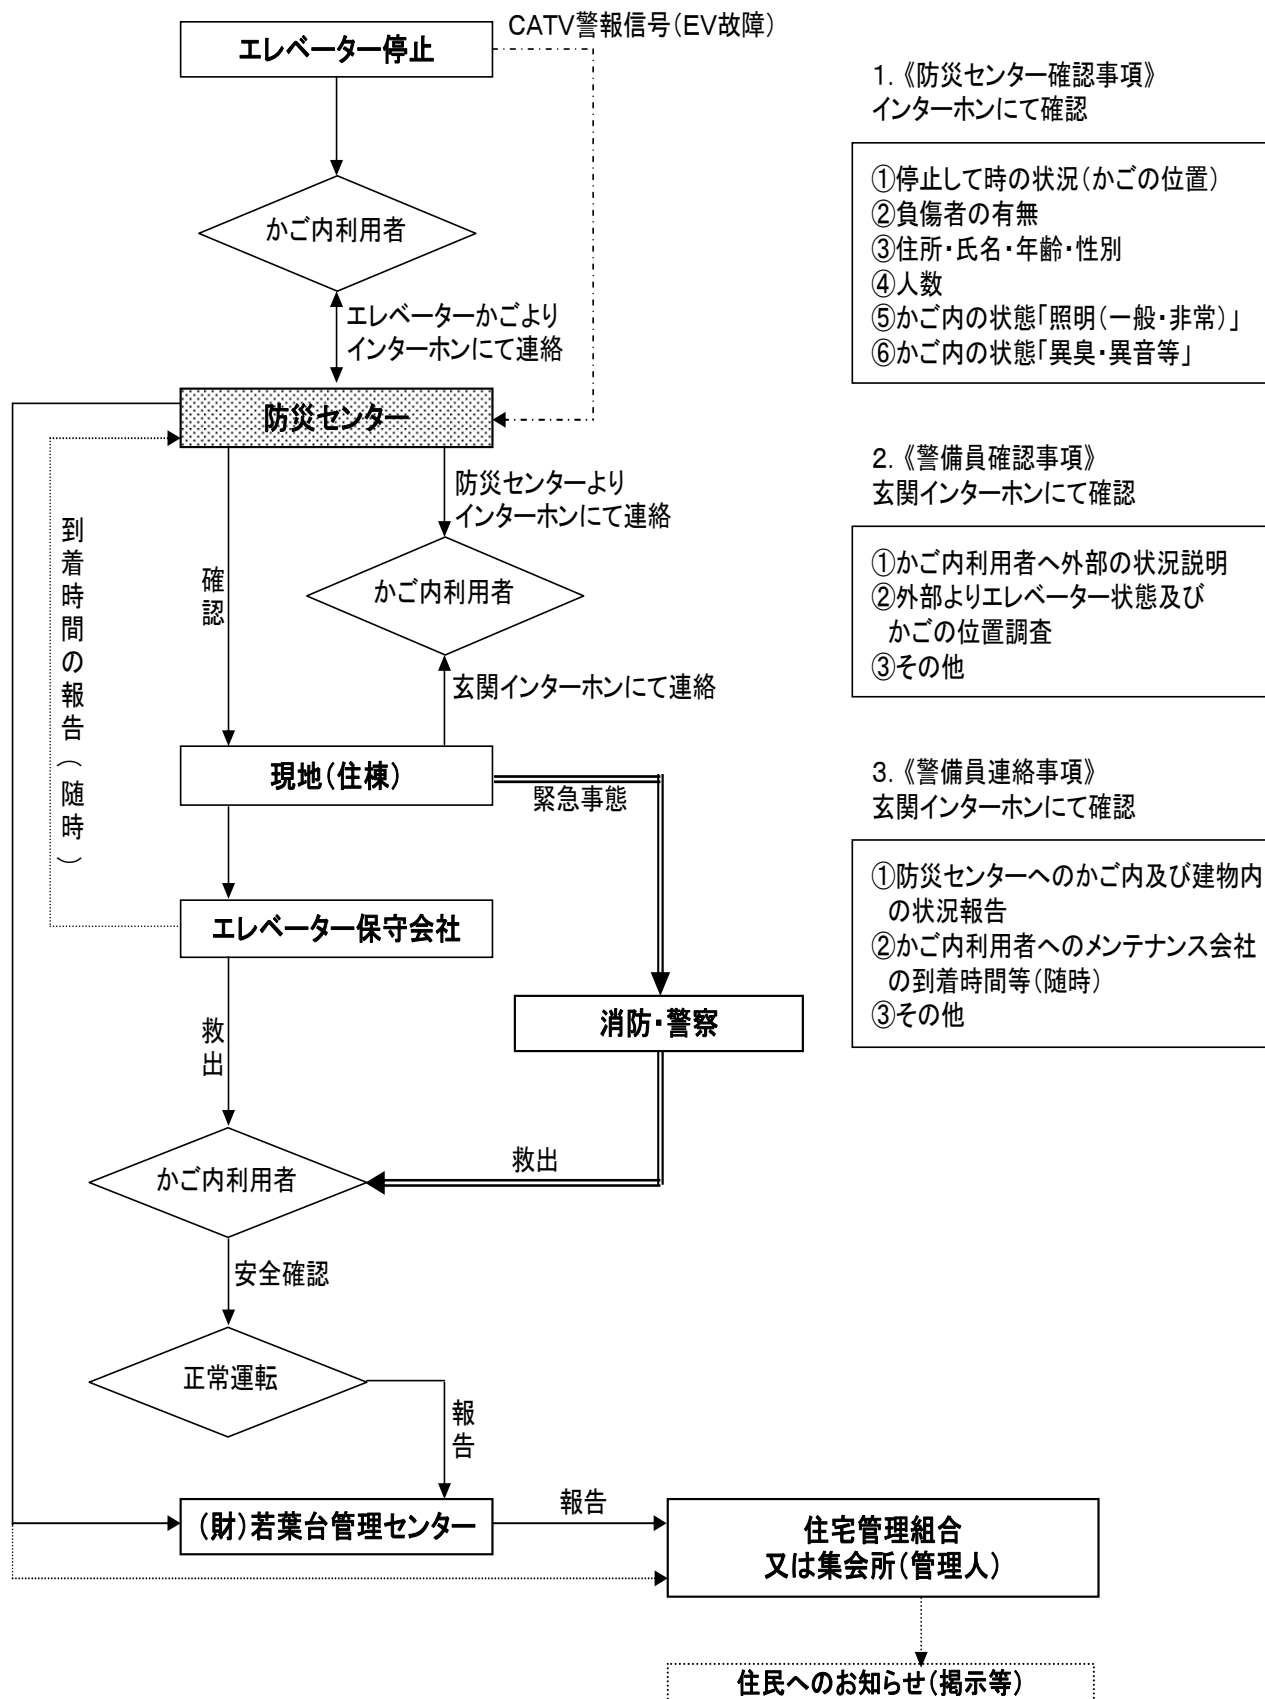 CATV警報信号（EV故障）
エレベーター停止
かご内利用者
エレベーターかごより
インターホンにて連絡
防災センター
防災センターより
インターホンにて連絡
確認
到着時間の報告（随時）
かご内利用者
玄関インターホンにて連絡
現地（住棟）
緊急事態
エレベーター保守会社
消防・警察
救出
救出
かご内利用者
安全確認
正常運転
報告
（財）若葉台管理センター
報告
住宅管理組合
又は集会所（管理人）
住民へのお知らせ（掲示等）
1．《防災センター確認事項》
インターホンにて確認
①停止して時の状況（かごの位置）
②負傷者の有無
③住所・氏名・年齢・性別
④人数
⑤かご内の状態「照明（一般・非常）」
⑥かご内の状態「異臭・異音等」
2．《警備員確認事項》
玄関インターホンにて確認
①かご内利用者へ外部の状況説明
②外部よりエレベーター状態及び
かごの位置調査
③その他
3．《警備員連絡事項》
玄関インターホンにて確認
①防災センターへのかご内及び建物内
の状況報告
②かご内利用者へのメンテナンス会社
の到着時間等（随時）
③その他